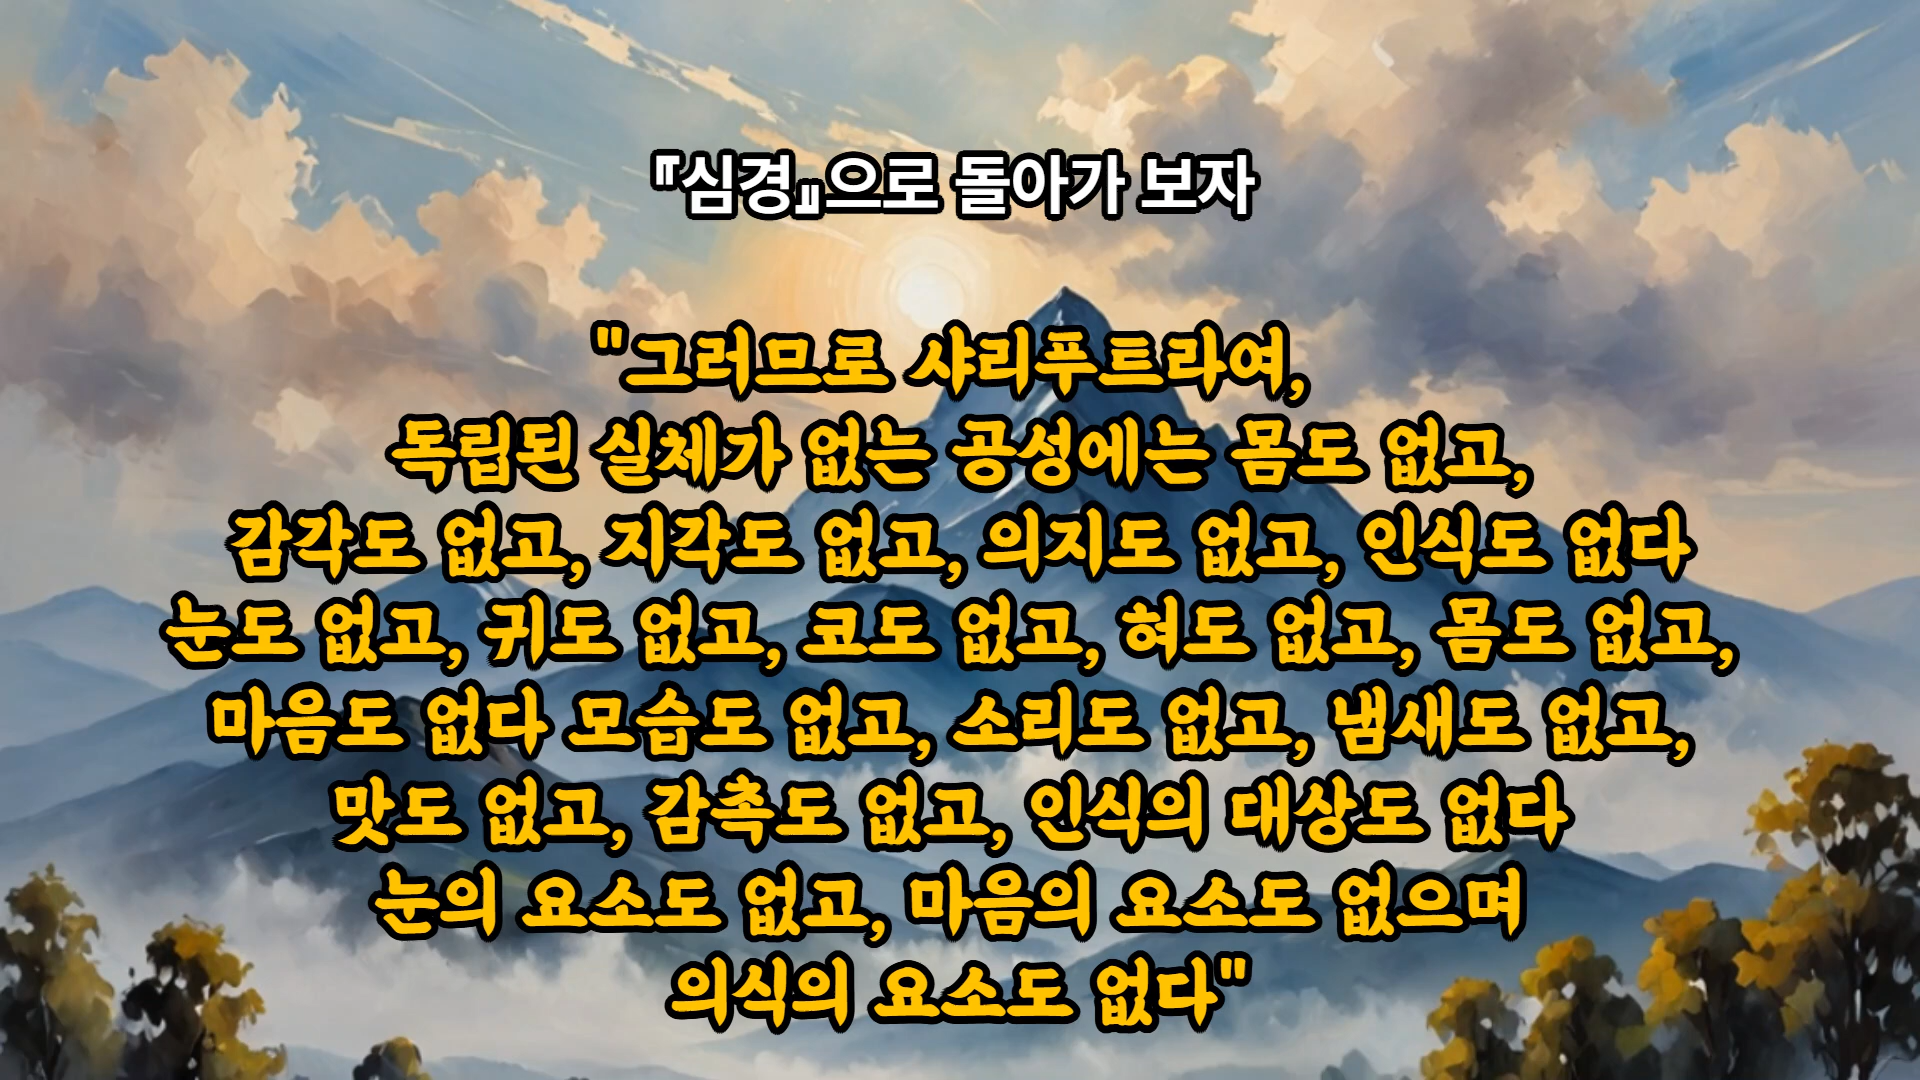 『심경』으로 돌아가 보자
"그러므로 샤리푸트라여,
독립된 실체가 없는 공성에는 몸도 없고,
감각도 없고, 지각도 없고, 의지도 없고, 인식도 없다
눈도 없고, 귀도 없고, 코도 없고, 혀도 없고, 몸도 없고,
마음도 없다 모습도 없고, 소리도 없고, 냄새도 없고,
맛도 없고, 감촉도 없고, 인식의 대상도 없다
눈의 요소도 없고, 마음의 요소도 없으며
의식의 요소도 없다"